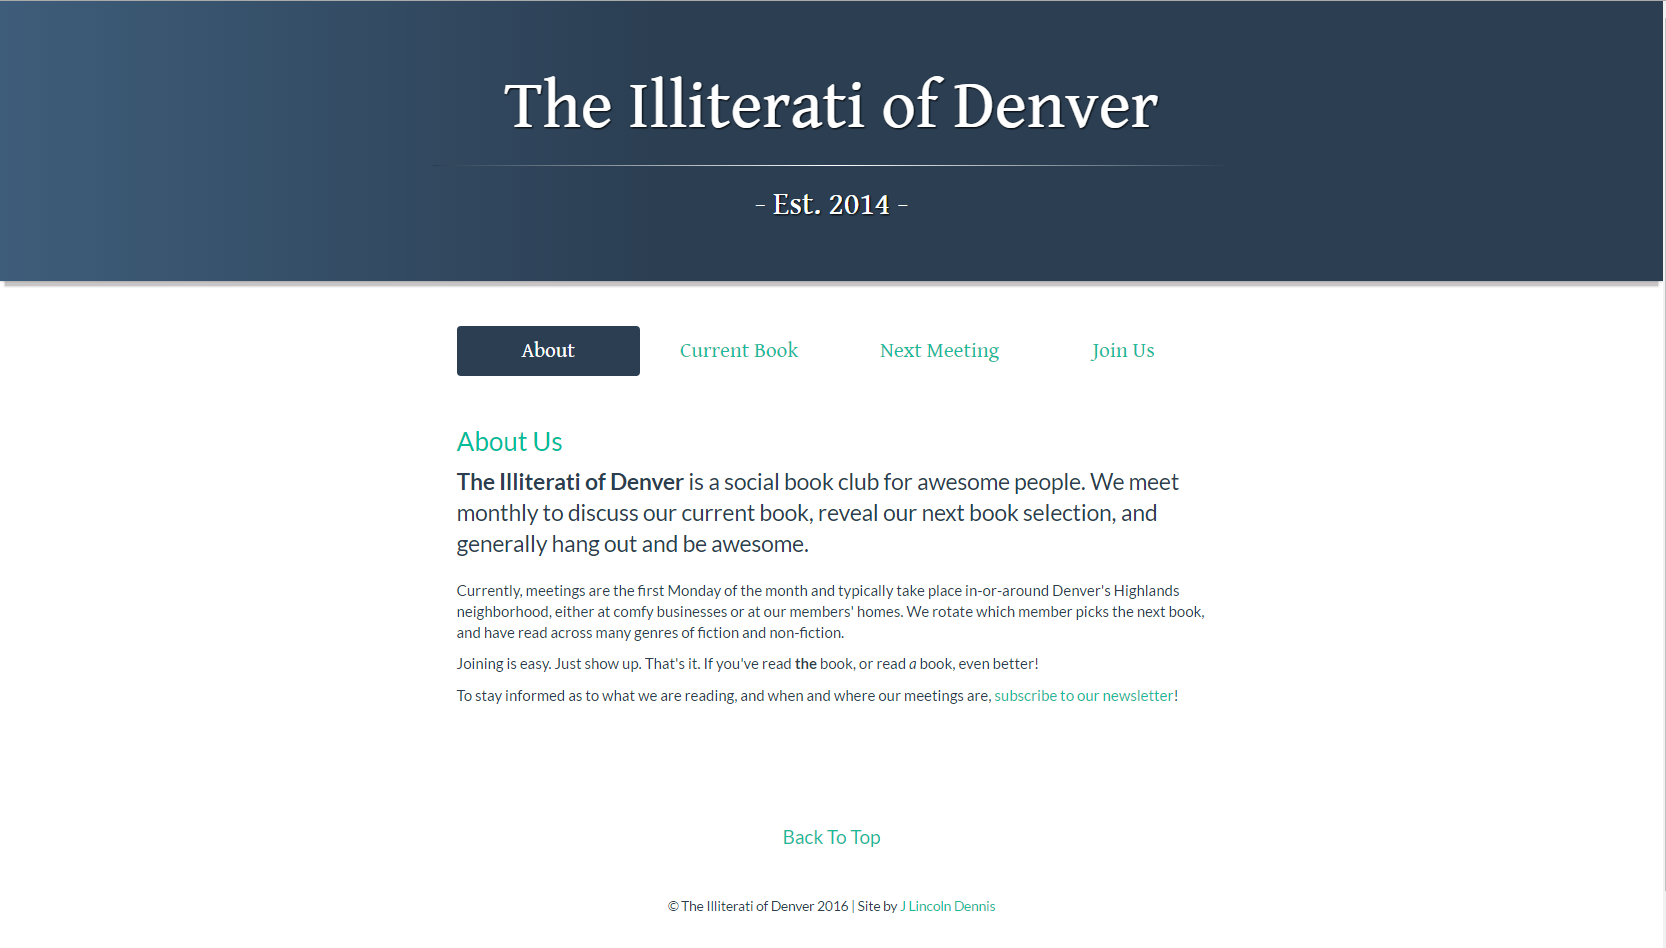 The Illiterati of Denver
- Est. 2014 -
About
Current Book
Next Meeting
Join Us
About Us
The Illiterati of Denver is a social book club for awesome people. We meet
monthly to discuss our current book, reveal our next book selection, and
generally hang out and be awesome.
Currently, meetings are the first Monday of the month and typically take place in-or-around Denver's Highlands
neighborhood, either at comfy businesses or at our members' homes. We rotate which member picks the next book,
and have read across many genres of fiction and non-fiction.
Joining is easy. Just show up. That's it. If you've read the book, or read a book, even better!
To stay informed as to what we are reading, and when and where our meetings are, subscribe to our newsletter!
Back To Top
© The Illiterati of Denver 2016 | Site by J Lincoln Dennis